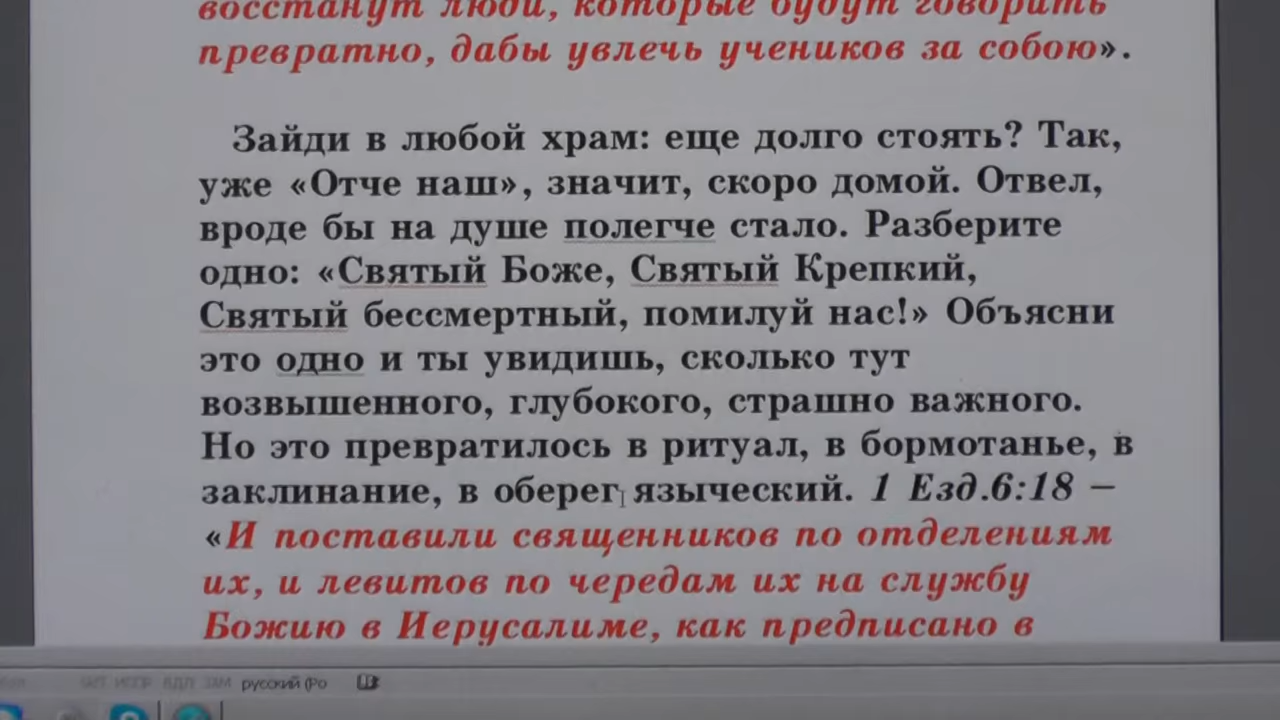 восстанут люди, которые будут говорить
превратно, дабы увлечь учеников за собою».
Зайди в любой храм: еще долго стоять? Так,
уже «Отче наш», значит, скоро домой. Отвел,
вроде бы на душе полегче стало. Разберите
одно: «Святый Боже, Святый Крепкий,
Святый бессмертный, помилуй нас!» Объясни
это одно и ты увидишь, сколько тут
возвышенного, глубокого, страшно важного.
Но это превратилось в ритуал, в бормотанье, в
заклинание, в оберег языческий. 1 Езд.6:18 –
«И поставили священников по отделениям
их, и левитов по чередам их на службу
Божию в Иерусалиме, как предписано в
ЗАП ИСПР ВДЛ ЗАМ русский (Ро